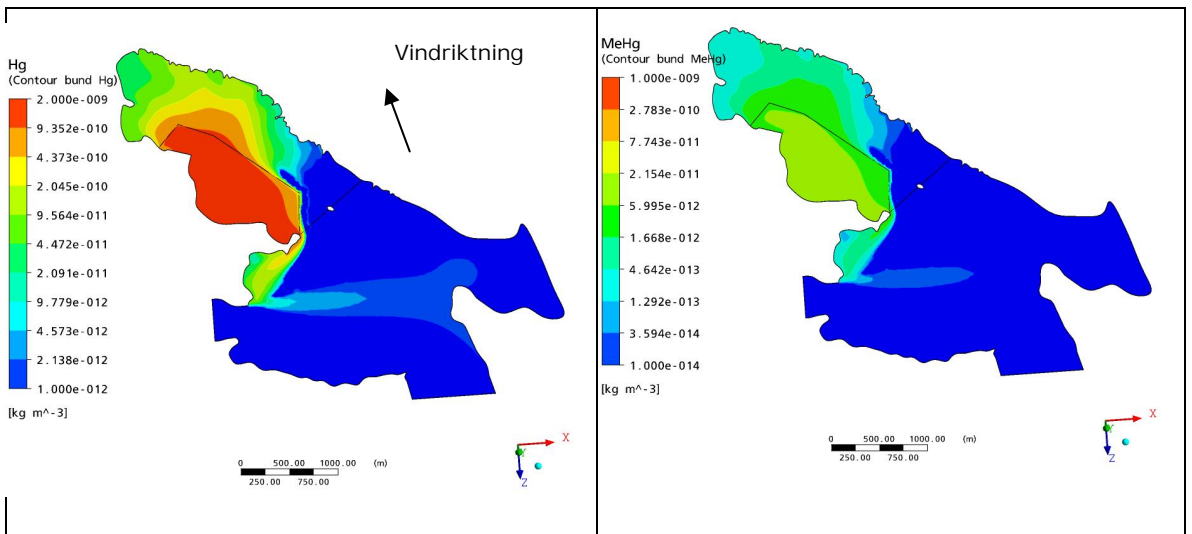 Vindriktning
Hg
(Contour bund Hg)
2.000e-009
9.352e-010
4.373e-010
2.045e-010
9.564e-011
4.472e-011
2.091e-011
9.779e-012
4.573e-012
2.138e-012
1.000e-012
[kg m^-3]
0 500.00 1000.00 (m)
250.00 750.00
X
Y
Z
MeHg
(Contour bund MeHg)
1.000e-009
2.783e-010
7.743e-011
2.154e-011
5.995e-012
1.668e-012
4.642e-013
1.292e-013
3.594e-014
1.000e-014
[kg m^-3]
0 500.00 1000.00 (m)
250.00 750.00
X
Y
Z